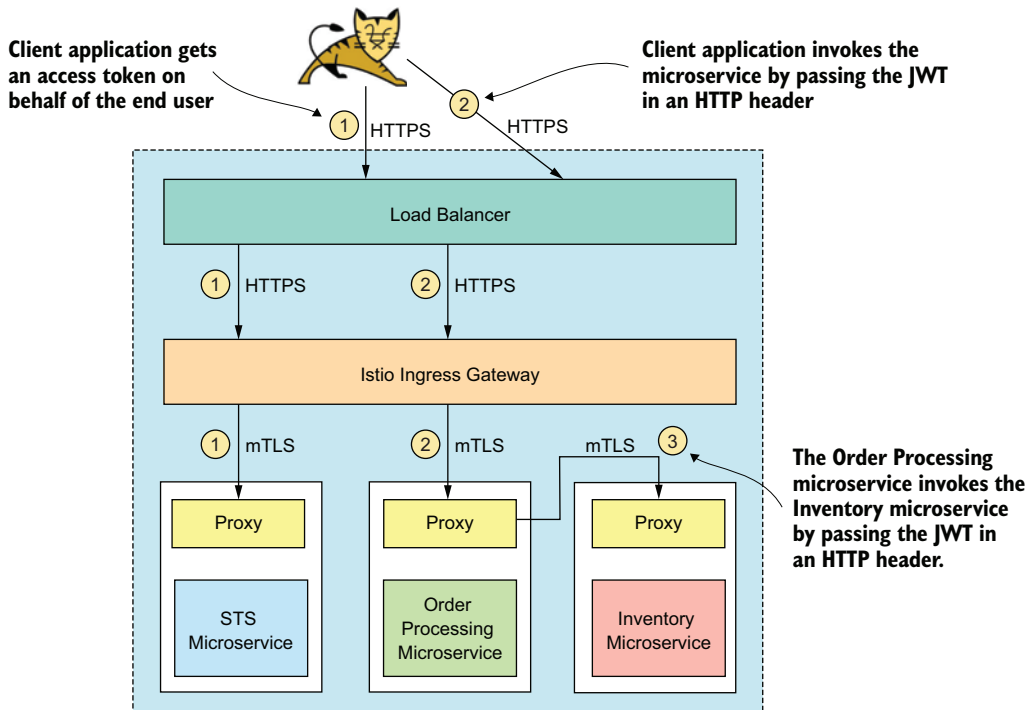 Client application gets
an access token on
behalf of the end user
Client application invokes the
microservice by passing the JWT
in an HTTP header
1
HTTPS
2
HTTPS
Load Balancer
1
HTTPS
2
HTTPS
Istio Ingress Gateway
1
mTLS
2
mTLS
3
mTLS
The Order Processing
microservice invokes the
Inventory microservice
by passing the JWT in
an HTTP header.
Proxy
Proxy
Proxy
STS
Microservice
Order
Processing
Microservice
Inventory
Microservice